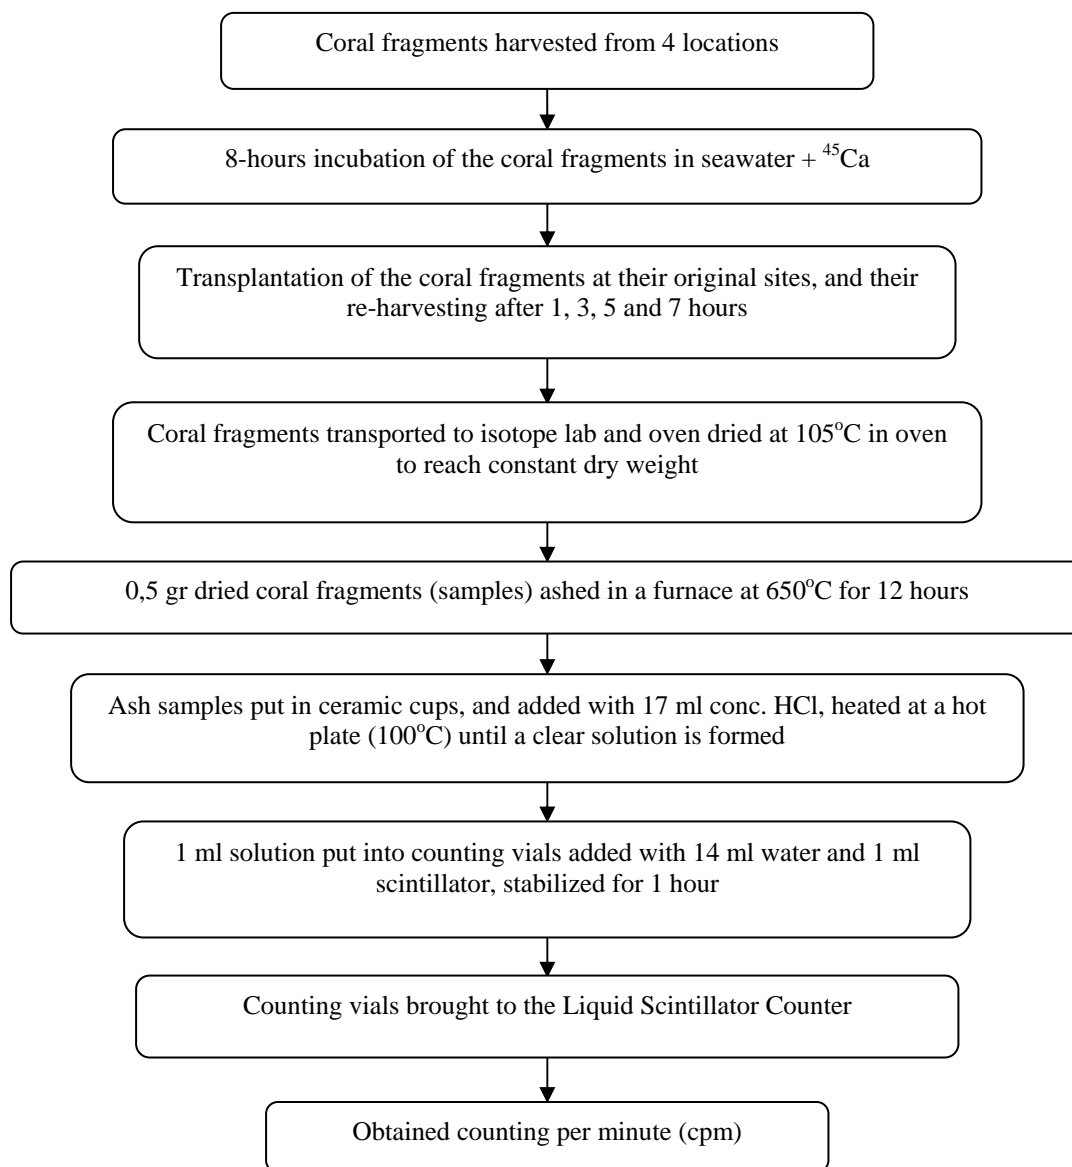 Coral fragments harvested from 4 locations
8-hours incubation of the coral fragments in seawater + ⁴⁵Ca
Transplantation of the coral fragments at their original sites, and their
re-harvesting after 1, 3, 5 and 7 hours
Coral fragments transported to isotope lab and oven dried at 105°C in oven
to reach constant dry weight
0,5 gr dried coral fragments (samples) ashed in a furnace at 650°C for 12 hours
Ash samples put in ceramic cups, and added with 17 ml conc. HCl, heated at a hot
plate (100°C) until a clear solution is formed
1 ml solution put into counting vials added with 14 ml water and 1 ml
scintillator, stabilized for 1 hour
Counting vials brought to the Liquid Scintillator Counter
Obtained counting per minute (cpm)